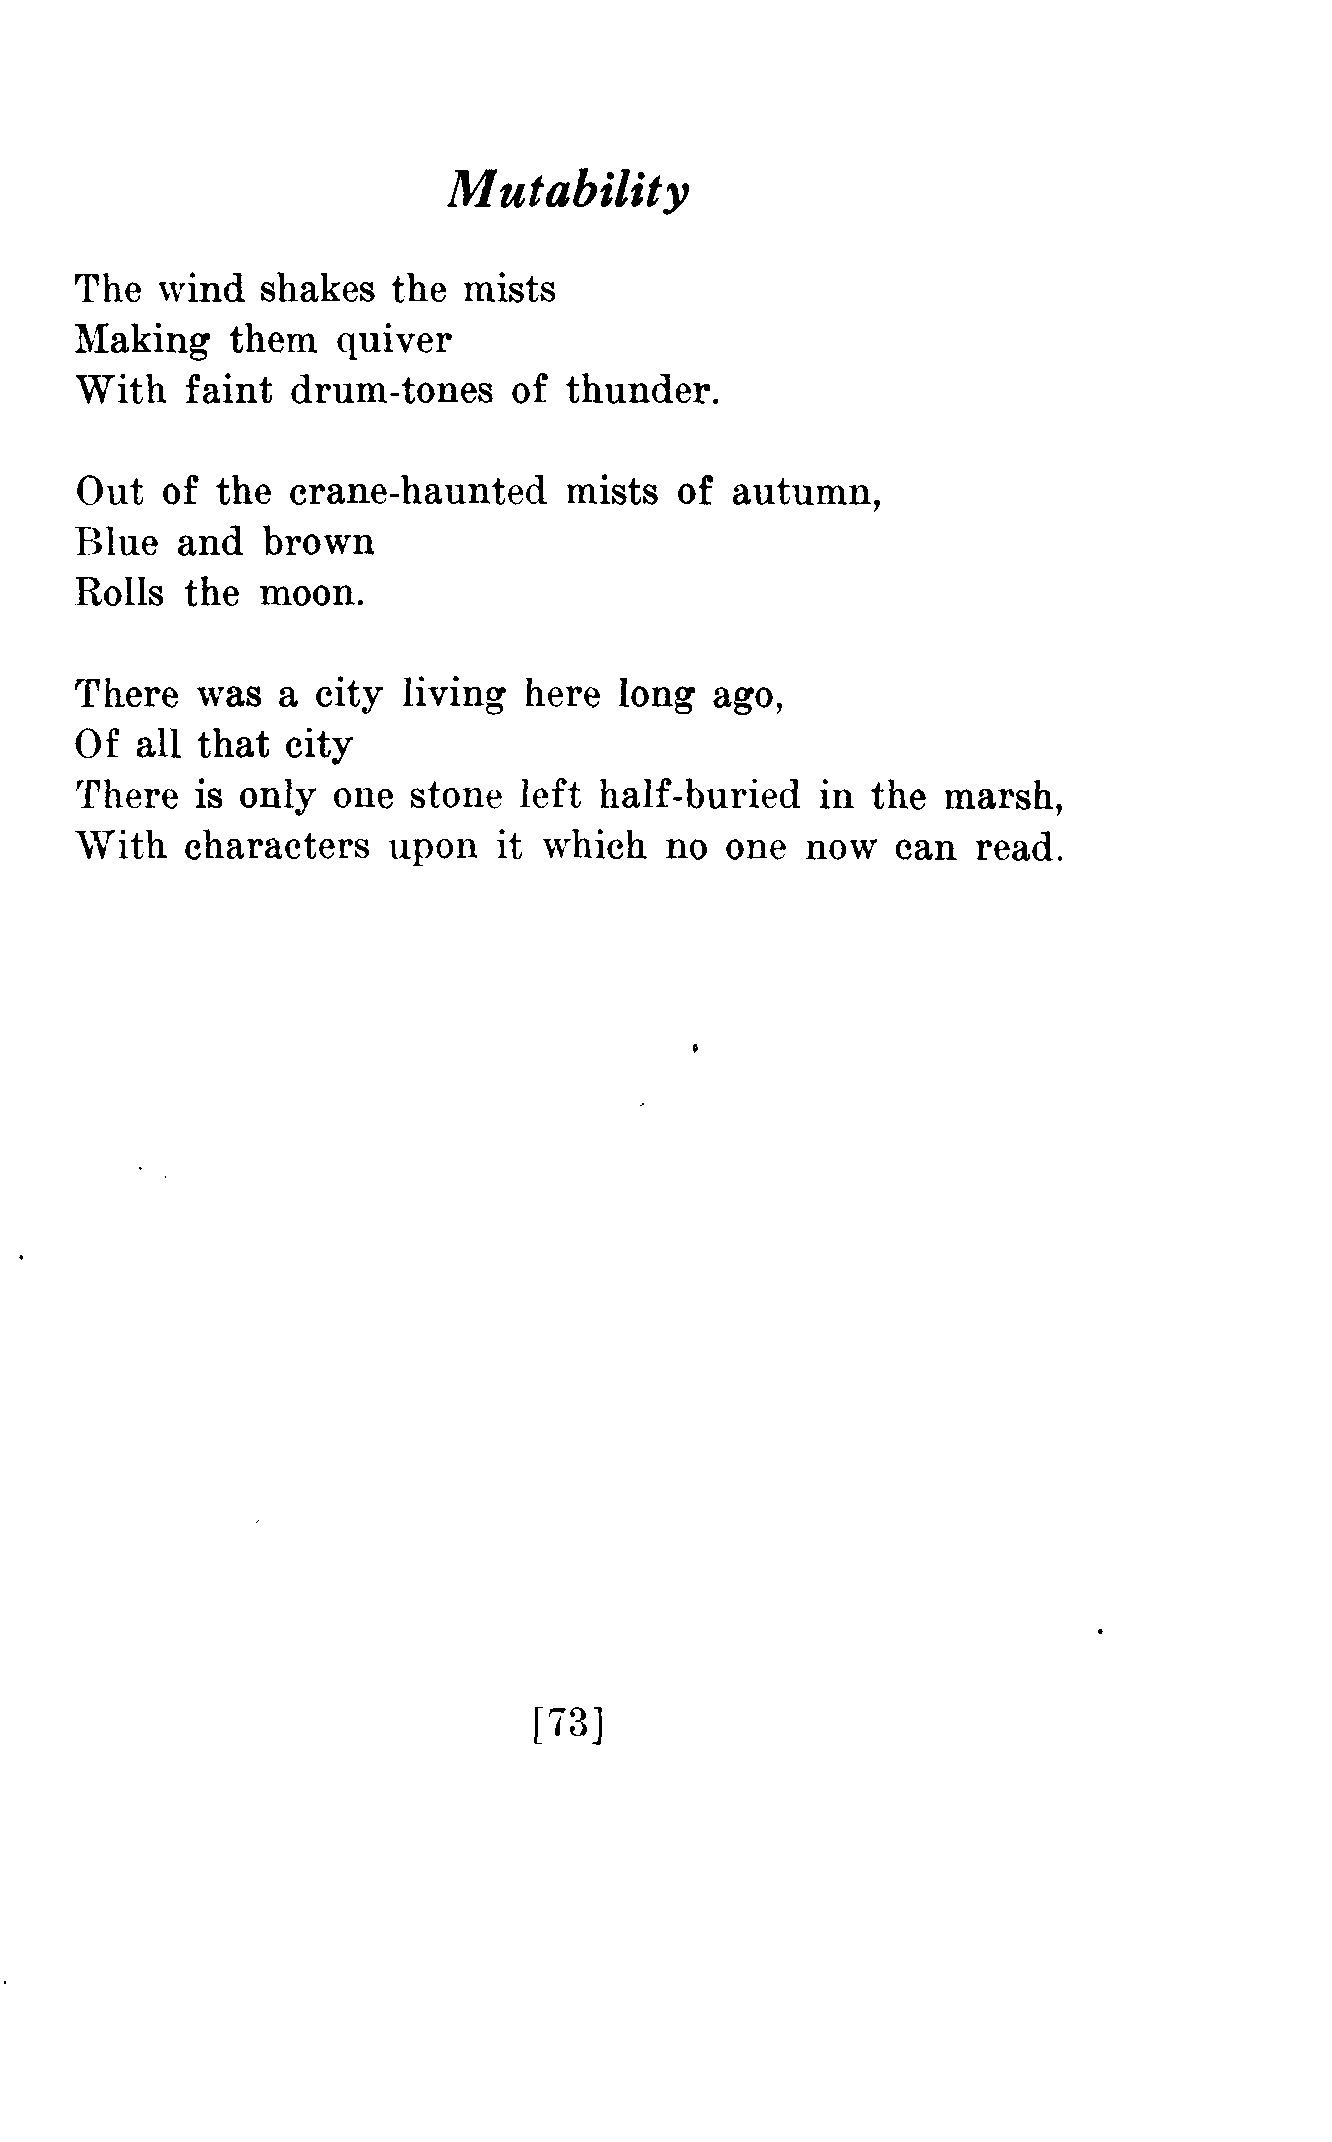 Mutability
The wind shakes the mists
Making them quiver
With faint drum-tones of thunder.
Out of the crane-haunted mists of autumn,
Blue and brown
Rolls the moon.
There was a city living here long ago,
Of all that city
There is only one stone left half-buried in the marsh,
With characters upon it which no one now can read.
[73]